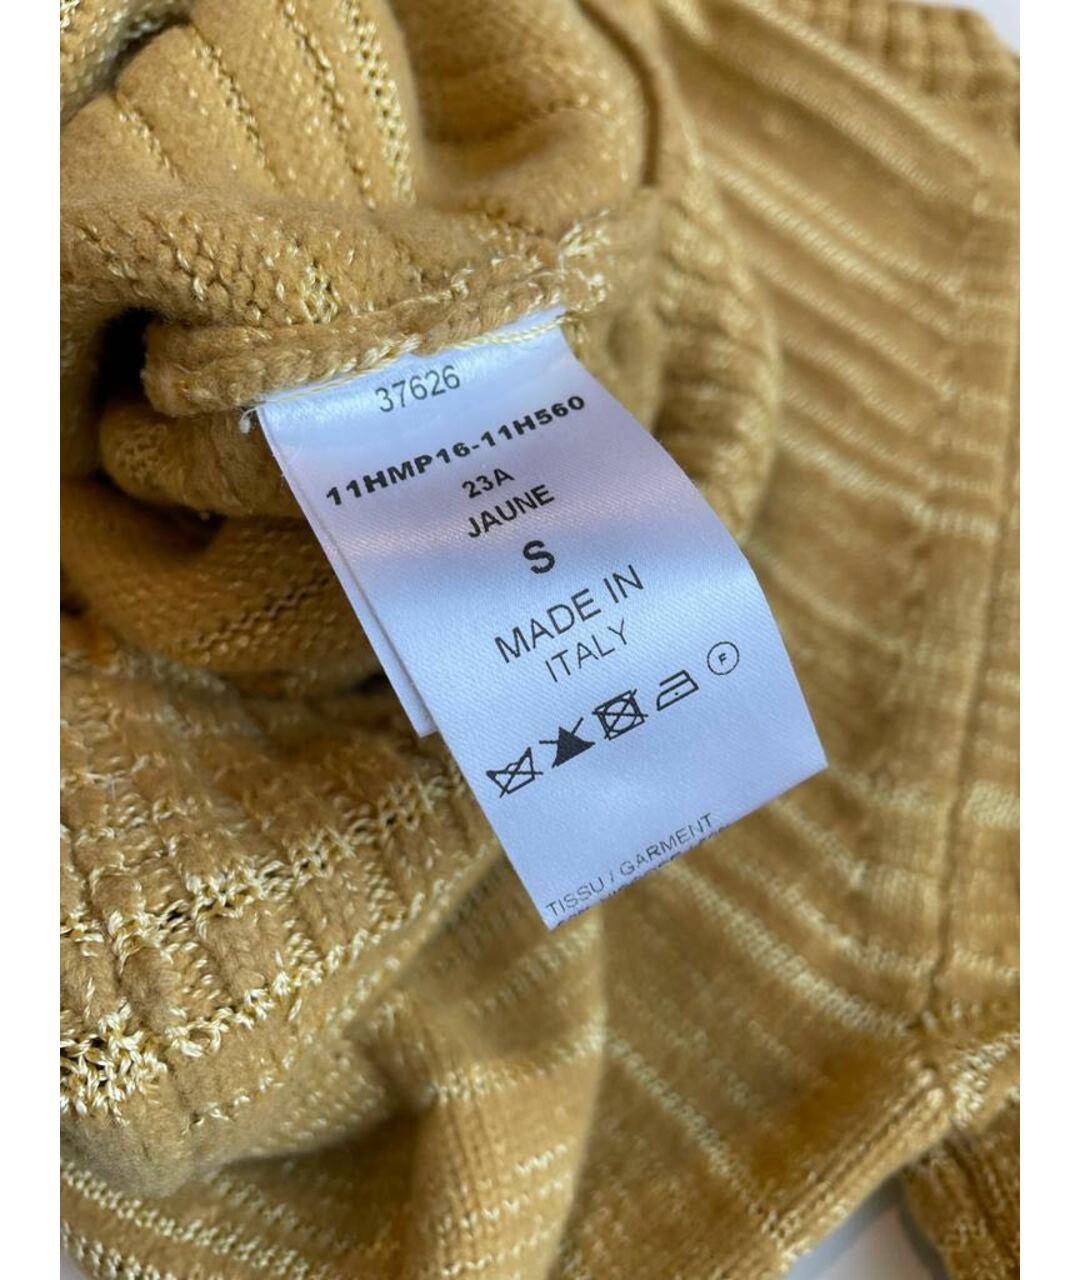 37626
11HMP16-11H560
23A
JAUNE
S
MADE IN
ITALY
F
TISSU / GARMENT